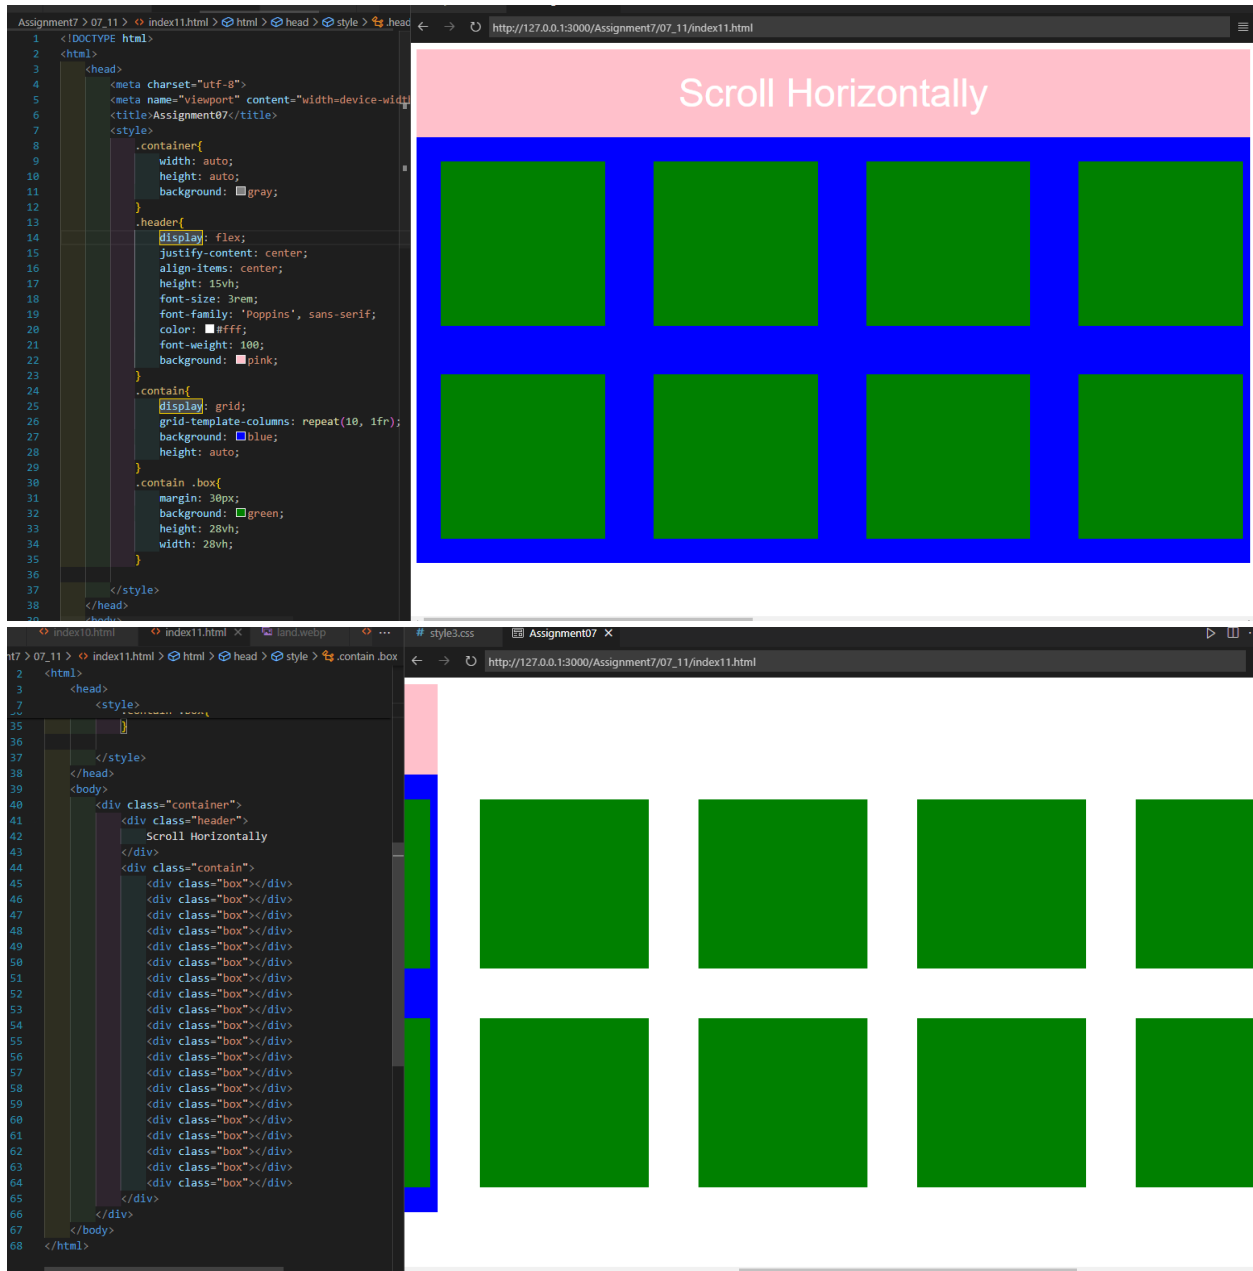 Assignment7 > 07_11 > <> index11.html > html > head > style > .head
http://127.0.0.1:3000/Assignment7/07_11/index11.html
1 <!DOCTYPE html>
2 <html>
3 <head>
4 <meta charset="utf-8">
5 <meta name="viewport" content="width=device-widt
6 <title>Assignment07</title>
7 <style>
8 .container{
9 width: auto;
10 height: auto;
11 background: gray;
12 }
13 .header{
14 display: flex;
15 justify-content: center;
16 align-items: center;
17 height: 15vh;
18 font-size: 3rem;
19 font-family: 'Poppins', sans-serif;
20 color: #fff;
21 font-weight: 100;
22 background: pink;
23 }
24 .contain{
25 display: grid;
26 grid-template-columns: repeat(10, 1fr);
27 background: blue;
28 height: auto;
29 }
30 .contain .box{
31 margin: 30px;
32 background: green;
33 height: 28vh;
34 width: 28vh;
35 }
36
37 </style>
38 </head>
39 <body>
Scroll Horizontally
<> index10.html <> index11.html × land.webp <> ···
# style3.css Assignment07 ×
nt7 > 07_11 > <> index11.html > html > head > style > .contain .box
http://127.0.0.1:3000/Assignment7/07_11/index11.html
2 <html>
3 <head>
7 <style>
30 .contain .box{
35 }
36
37 </style>
38 </head>
39 <body>
40 <div class="container">
41 <div class="header">
42 Scroll Horizontally
43 </div>
44 <div class="contain">
45 <div class="box"></div>
46 <div class="box"></div>
47 <div class="box"></div>
48 <div class="box"></div>
49 <div class="box"></div>
50 <div class="box"></div>
51 <div class="box"></div>
52 <div class="box"></div>
53 <div class="box"></div>
54 <div class="box"></div>
55 <div class="box"></div>
56 <div class="box"></div>
57 <div class="box"></div>
58 <div class="box"></div>
59 <div class="box"></div>
60 <div class="box"></div>
61 <div class="box"></div>
62 <div class="box"></div>
63 <div class="box"></div>
64 <div class="box"></div>
65 </div>
66 </div>
67 </body>
68 </html>